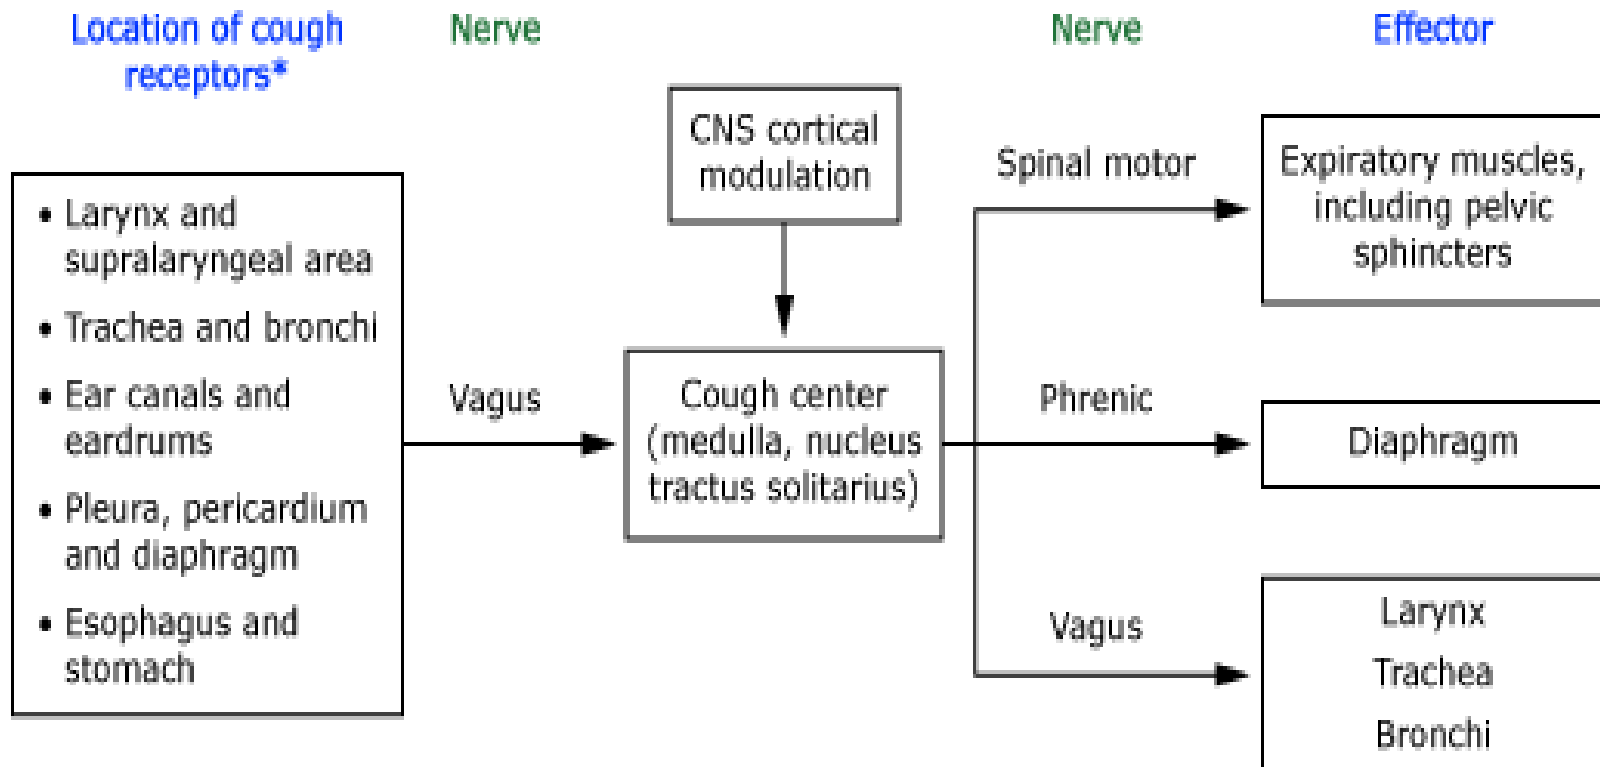 Location of cough
receptors*
Nerve
Nerve
Effector
• Larynx and
supralaryngeal area
• Trachea and bronchi
• Ear canals and
eardrums
• Pleura, pericardium
and diaphragm
• Esophagus and
stomach
Vagus
CNS cortical
modulation
Cough center
(medulla, nucleus
tractus solitarius)
Spinal motor
Expiratory muscles,
including pelvic
sphincters
Phrenic
Diaphragm
Vagus
Larynx
Trachea
Bronchi